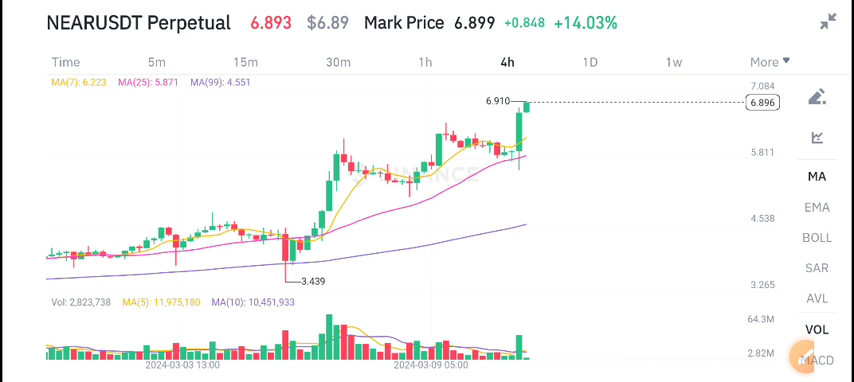 NEARUSDT Perpetual 6.893 $6.89 Mark Price 6.899 +0.848 +14.03%
Time 5m 15m 30m 1h 4h 1D 1w More
MA(7): 6.223 MA(25): 5.871 MA(99): 4.551
7.084
6.910
6.896
5.811
BINANCE
MA
EMA
4.538
BOLL
SAR
3.439
3.265
AVL
Vol: 2,823,738 MA(5): 11,975,180 MA(10): 10,451,933
64.3M
VOL
2.82M
MACD
2024-03-03 13:00 2024-03-09 05:00